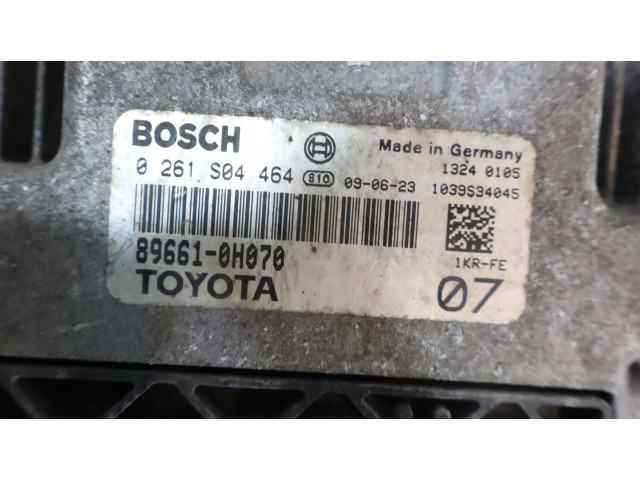 BOSCH Made in Germany
1324 0105
0 261 S04 464 810 09-06-23 1039S34045
89661-0H070 1KR-FE
TOYOTA 07